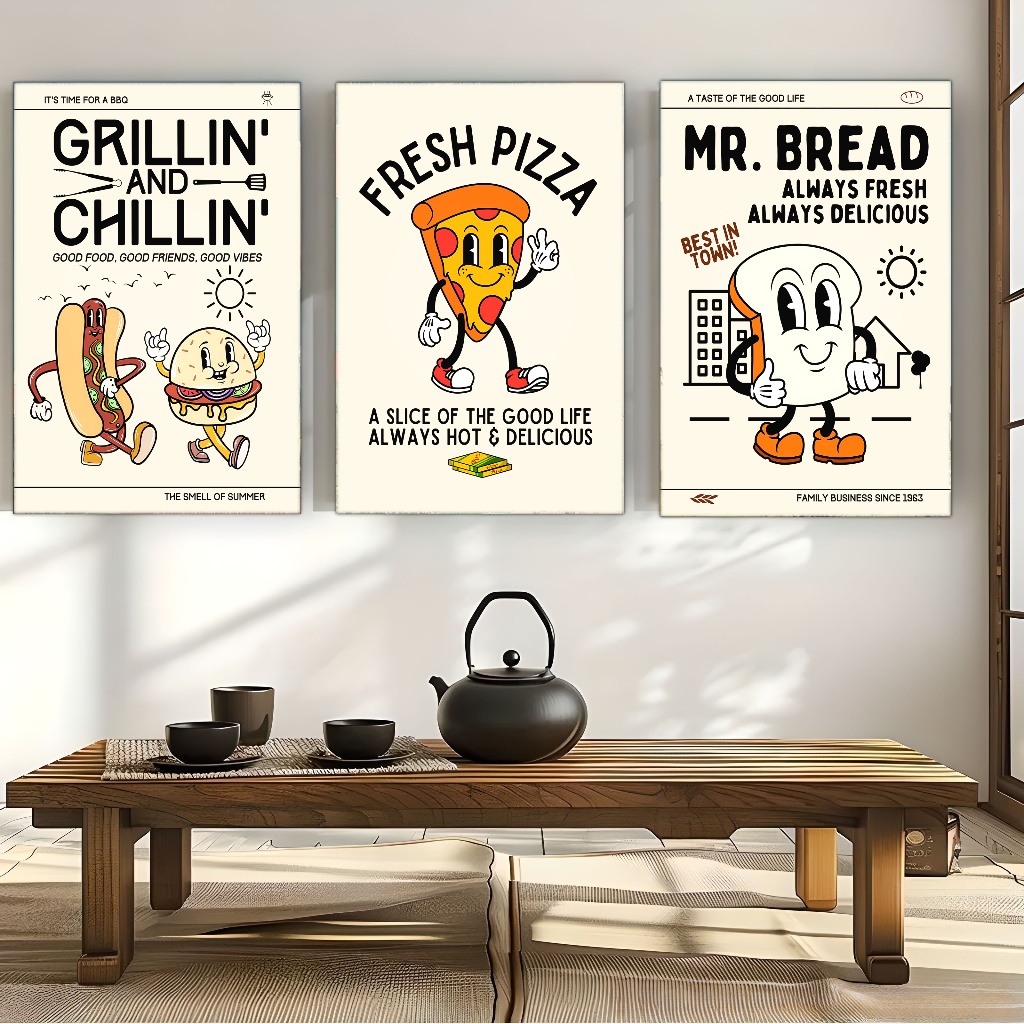 IT'S TIME FOR A BBQ
GRILLIN'
AND
CHILLIN'
GOOD FOOD, GOOD FRIENDS, GOOD VIBES
THE SMELL OF SUMMER
FRESH PIZZA
A SLICE OF THE GOOD LIFE
ALWAYS HOT & DELICIOUS
A TASTE OF THE GOOD LIFE
MR. BREAD
ALWAYS FRESH
ALWAYS DELICIOUS
BEST IN
TOWN!
FAMILY BUSINESS SINCE 1963